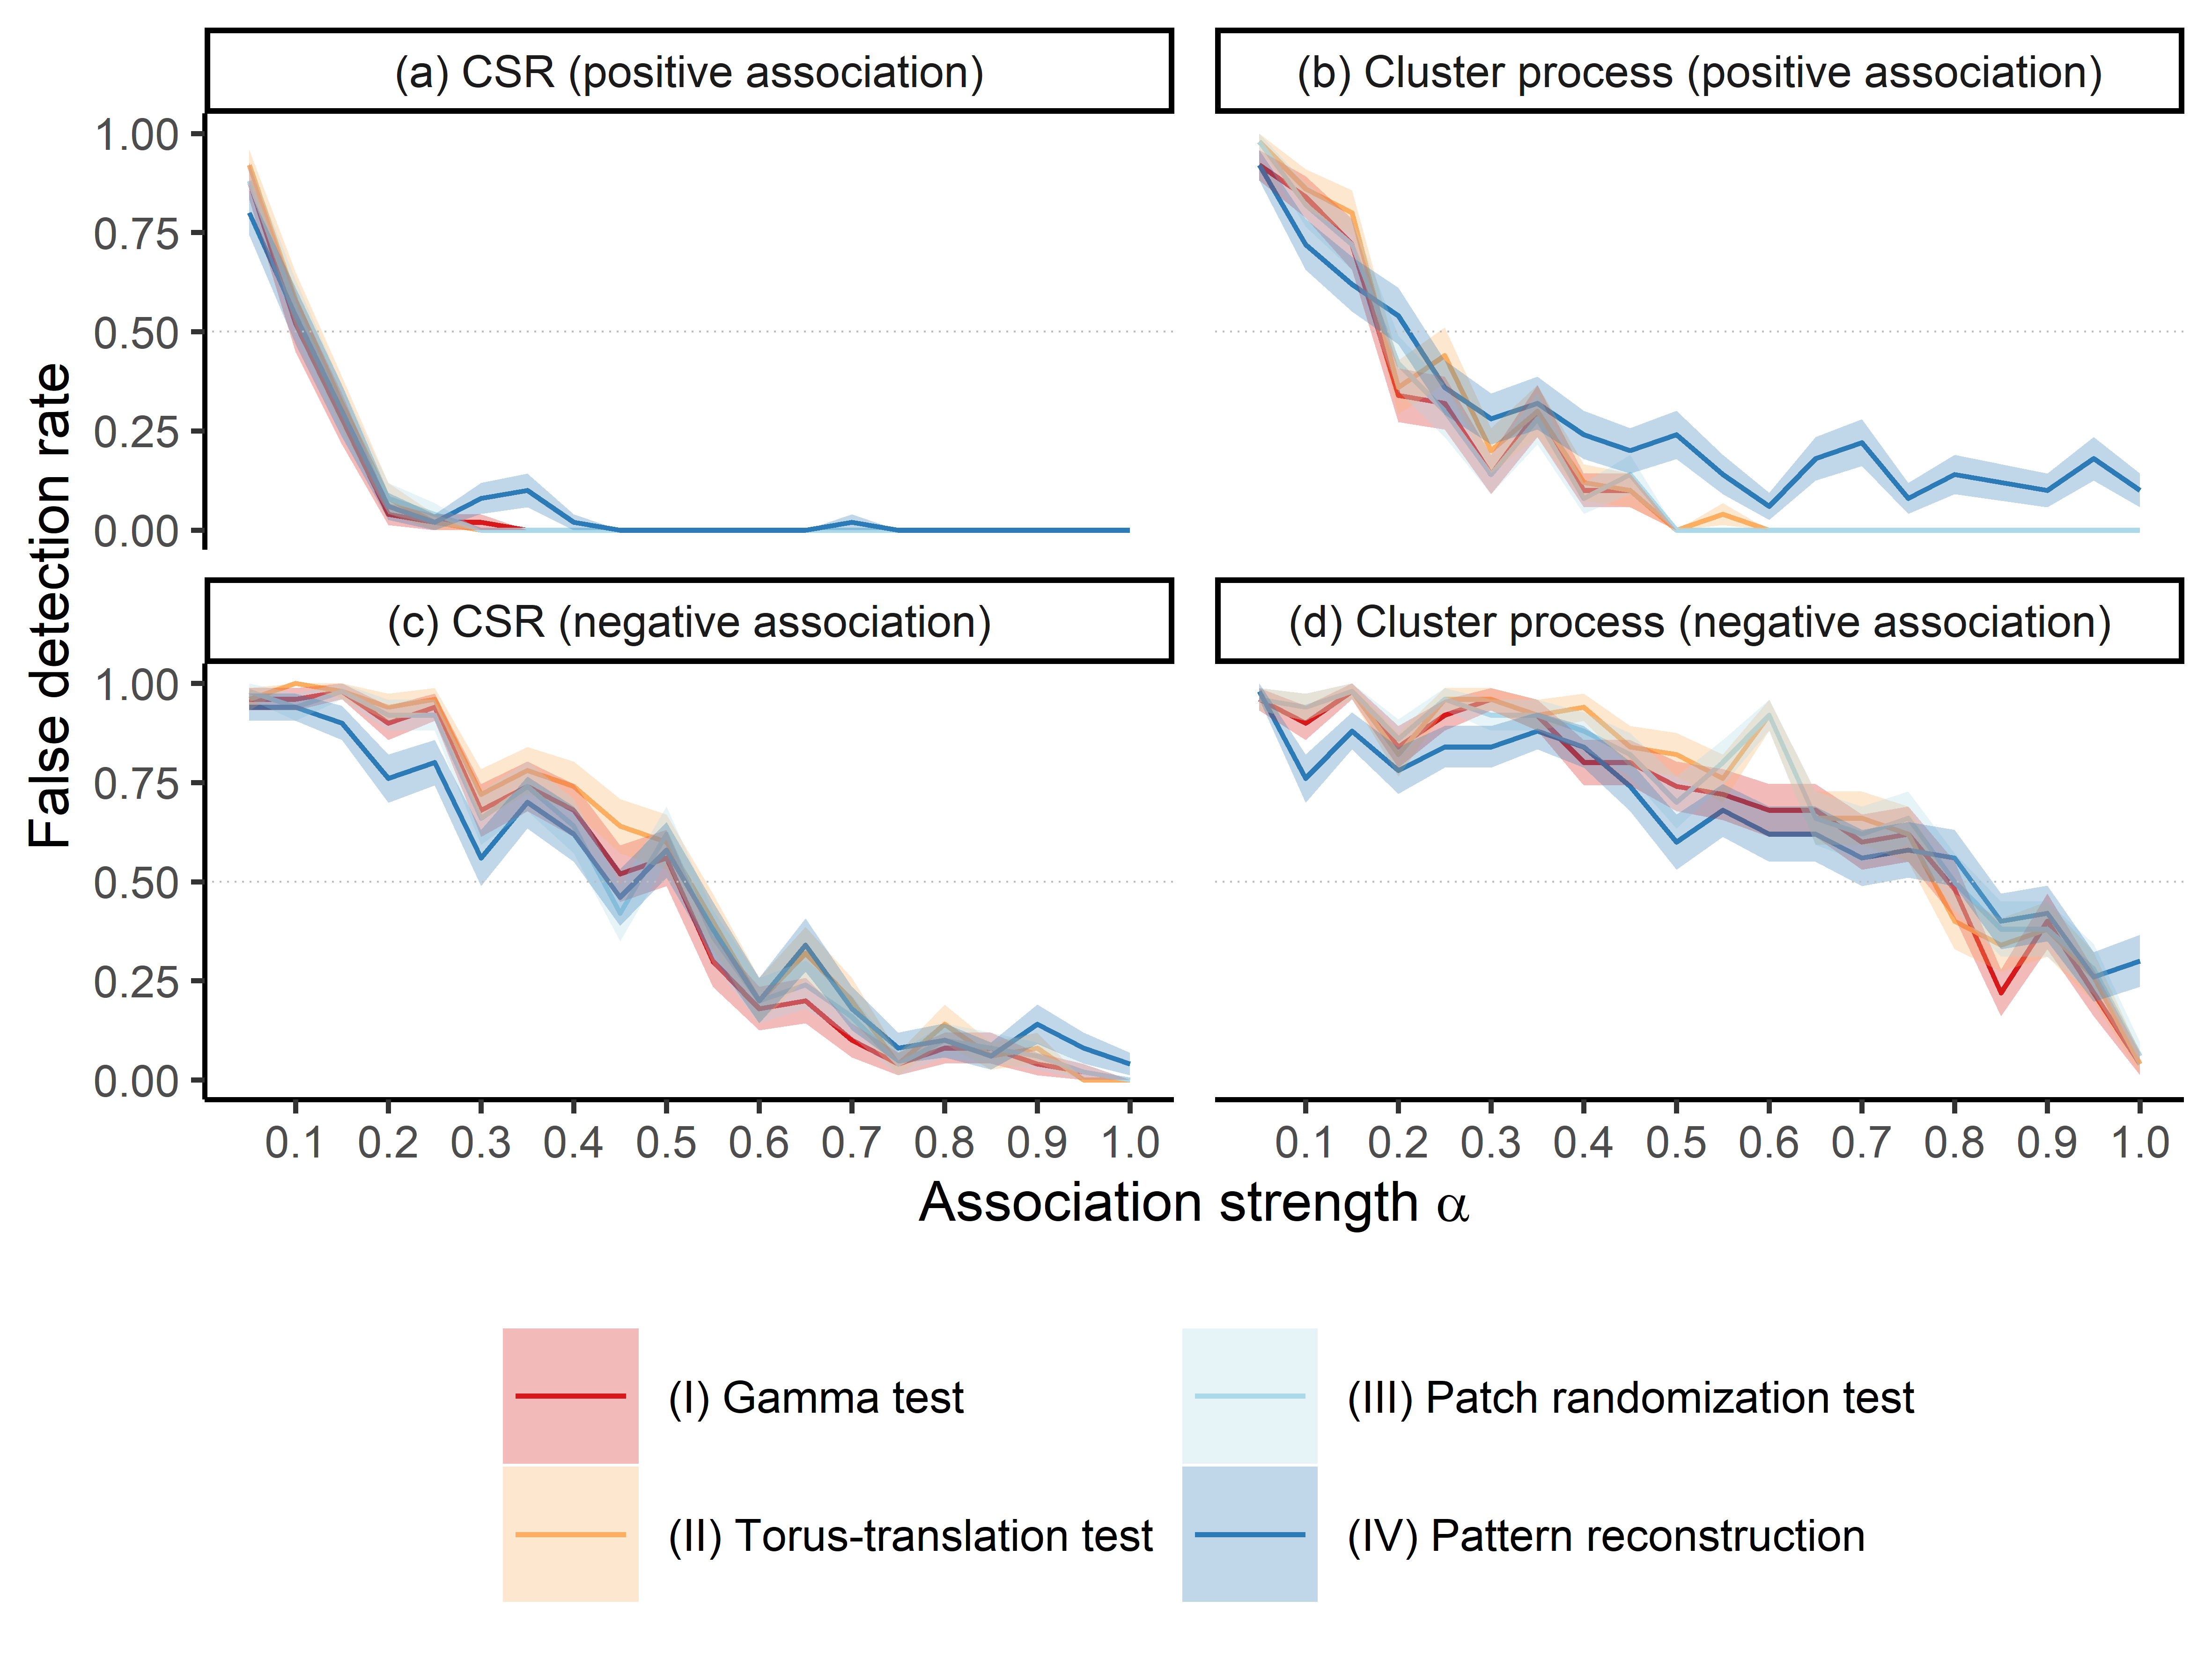 (a) CSR (positive association)
(b) Cluster process (positive association)
1.00
0.75
0.50
0.25
0.00
(c) CSR (negative association)
(d) Cluster process (negative association)
1.00
0.75
0.50
0.25
0.00
False detection rate
0.1 0.2 0.3 0.4 0.5 0.6 0.7 0.8 0.9 1.0
0.1 0.2 0.3 0.4 0.5 0.6 0.7 0.8 0.9 1.0
Association strength α
(I) Gamma test
(III) Patch randomization test
(II) Torus-translation test
(IV) Pattern reconstruction